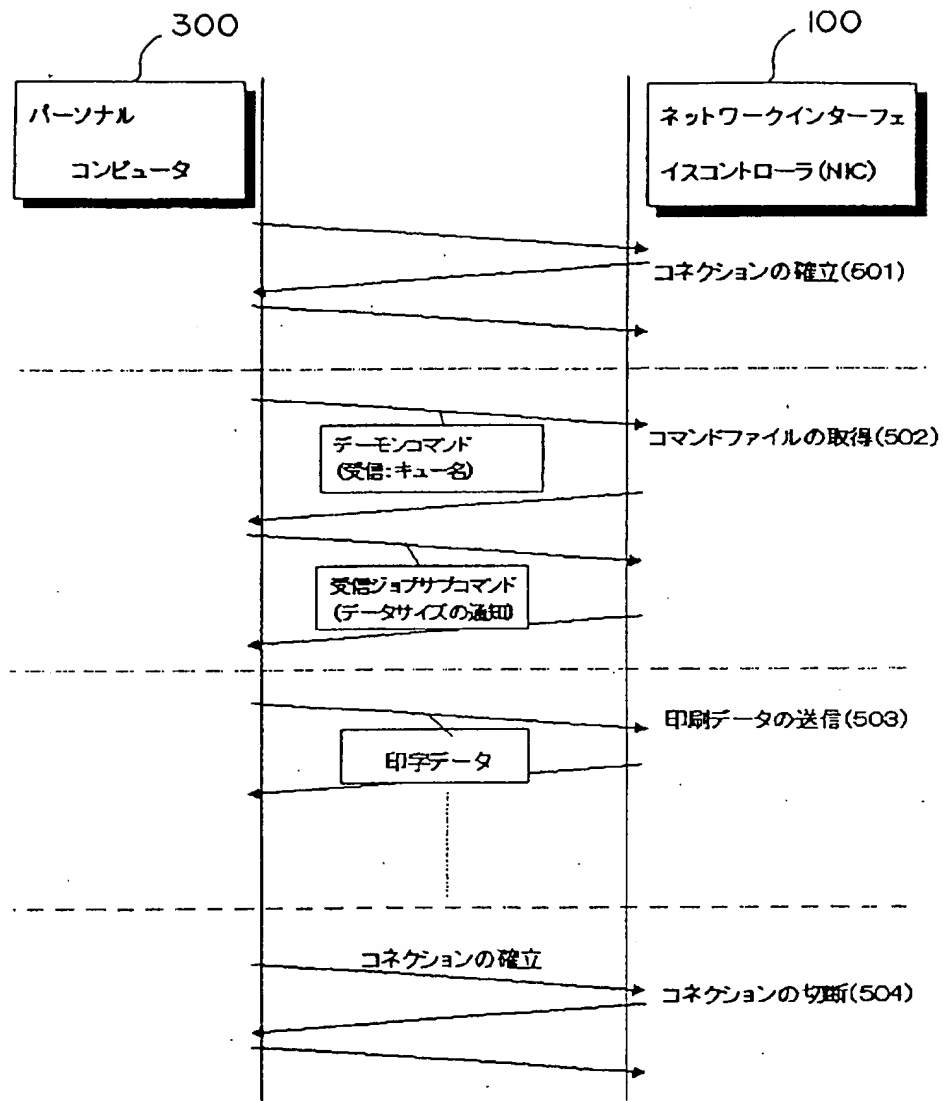 300
100
パーソナル
コンピュータ
ネットワークインターフェ
イスコントローラ(NIC)
コネクションの確立(501)
コマンドファイルの取得(502)
デーモンコマンド
(受信:キュー名)
受信ジョブサブコマンド
(データサイズの通知)
印刷データの送信(503)
印字データ
コネクションの確立
コネクションの切断(504)